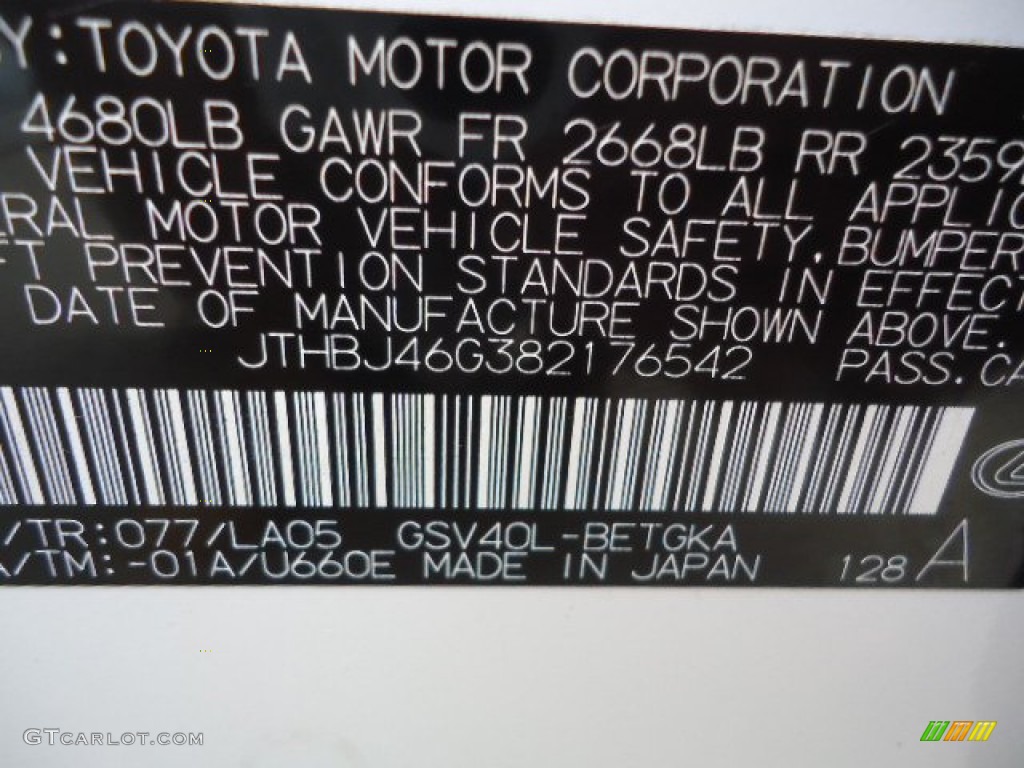 Y:TOYOTA MOTOR CORPORATION
4680LB GAWR FR 2668LB RR 2359
VEHICLE CONFORMS TO ALL APPLIC
ERAL MOTOR VEHICLE SAFETY,BUMPER
FT PREVENTION STANDARDS IN EFFECT
DATE OF MANUFACTURE SHOWN ABOVE.
JTHBJ46G382176542 PASS.CA
/TR:077/LA05 GSV40L-BETGKA
A/TM:-01A/U660E MADE IN JAPAN 128 A
GTCARLOT.COM